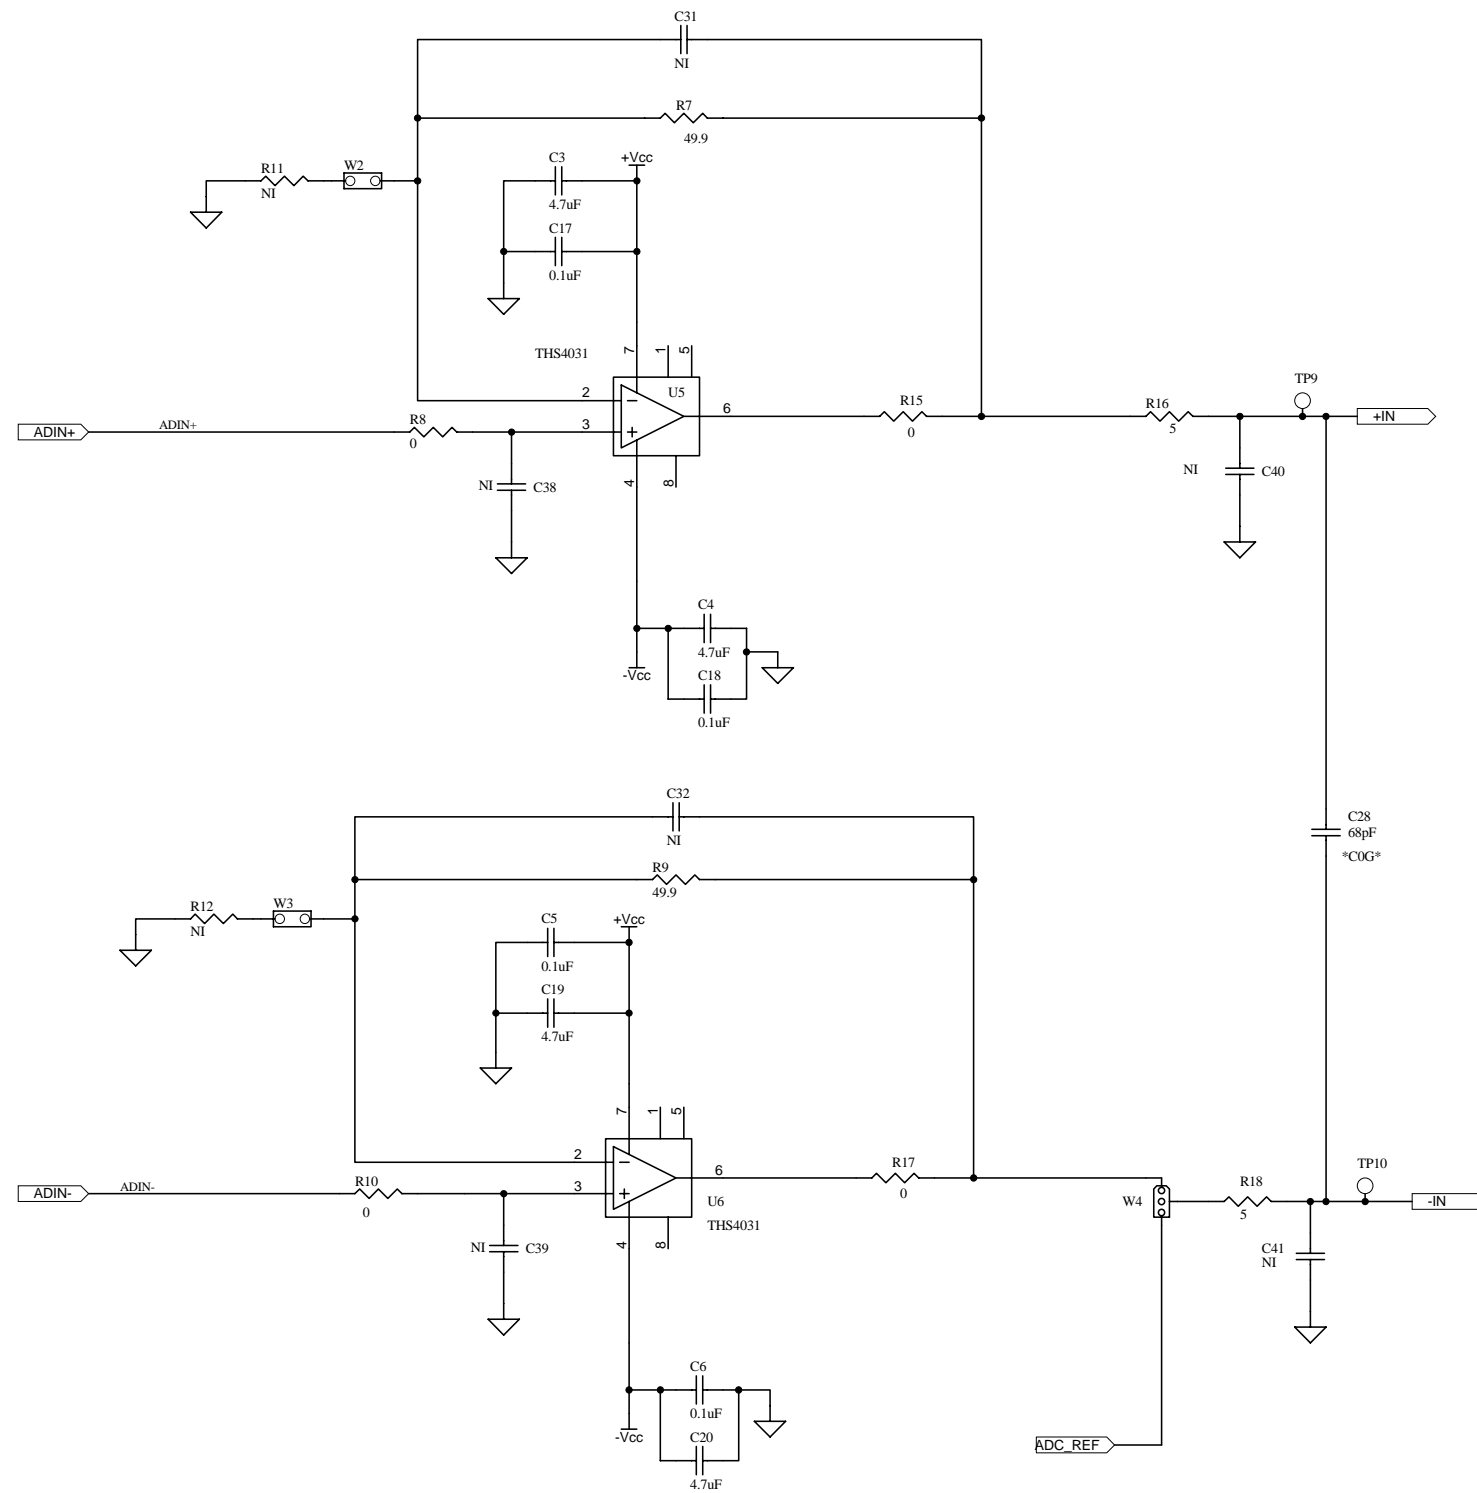 C31
NI
R7
49.9
R11
NI
W2
C3
4.7uF
+Vcc
C17
0.1uF
THS4031
7
1
5
U5
2
3
6
4
8
ADIN+
ADIN+
R8
0
NI
C38
R15
0
R16
5
TP9
+IN
NI
C40
C4
4.7uF
-Vcc
C18
0.1uF
C32
NI
C28
68pF
*C0G*
R9
49.9
R12
NI
W3
C5
0.1uF
+Vcc
C19
4.7uF
7
1
5
2
3
6
4
8
U6
THS4031
ADIN-
ADIN-
R10
0
NI
C39
R17
0
W4
R18
5
TP10
-IN
C41
NI
C6
0.1uF
-Vcc
C20
4.7uF
ADC_REF